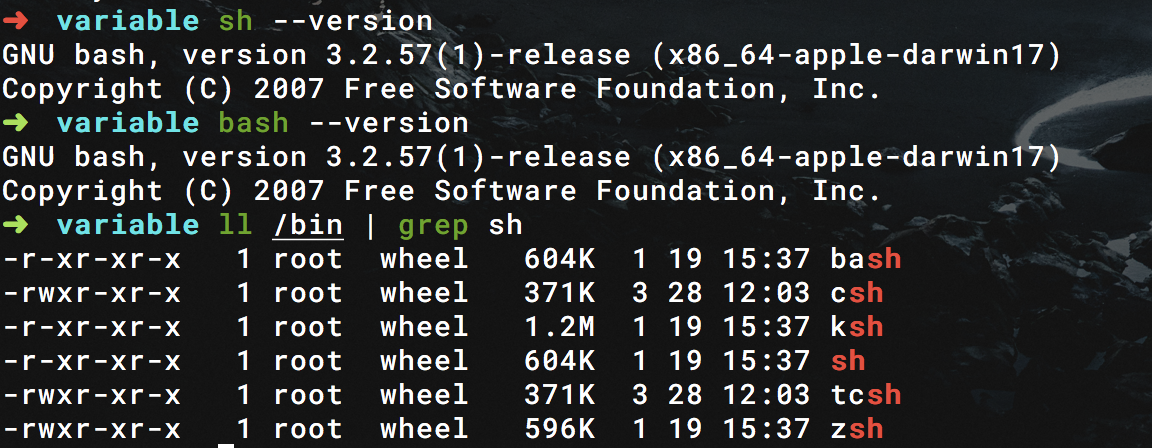 ➜ variable sh --version
GNU bash, version 3.2.57(1)-release (x86_64-apple-darwin17)
Copyright (C) 2007 Free Software Foundation, Inc.
➜ variable bash --version
GNU bash, version 3.2.57(1)-release (x86_64-apple-darwin17)
Copyright (C) 2007 Free Software Foundation, Inc.
➜ variable ll /bin | grep sh
-r-xr-xr-x 1 root wheel 604K 1 19 15:37 bash
-rwxr-xr-x 1 root wheel 371K 3 28 12:03 csh
-r-xr-xr-x 1 root wheel 1.2M 1 19 15:37 ksh
-r-xr-xr-x 1 root wheel 604K 1 19 15:37 sh
-rwxr-xr-x 1 root wheel 371K 3 28 12:03 tcsh
-rwxr-xr-x 1 root wheel 596K 1 19 15:37 zsh